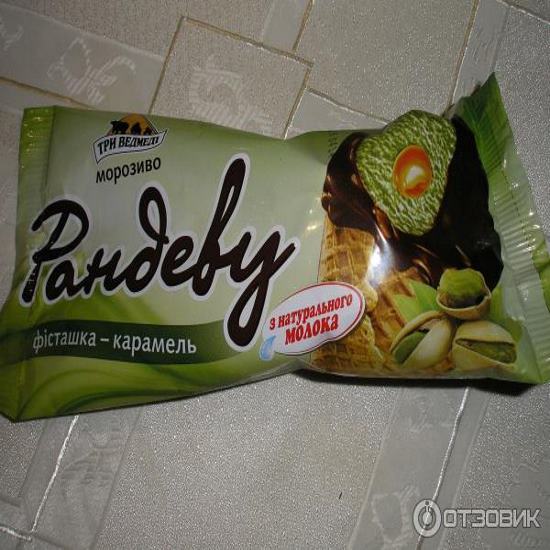 ТРИ ВЕДМЕДІ
морозиво
Рандеву
фісташка – карамель
з натурального
молока
ОТЗОВИК